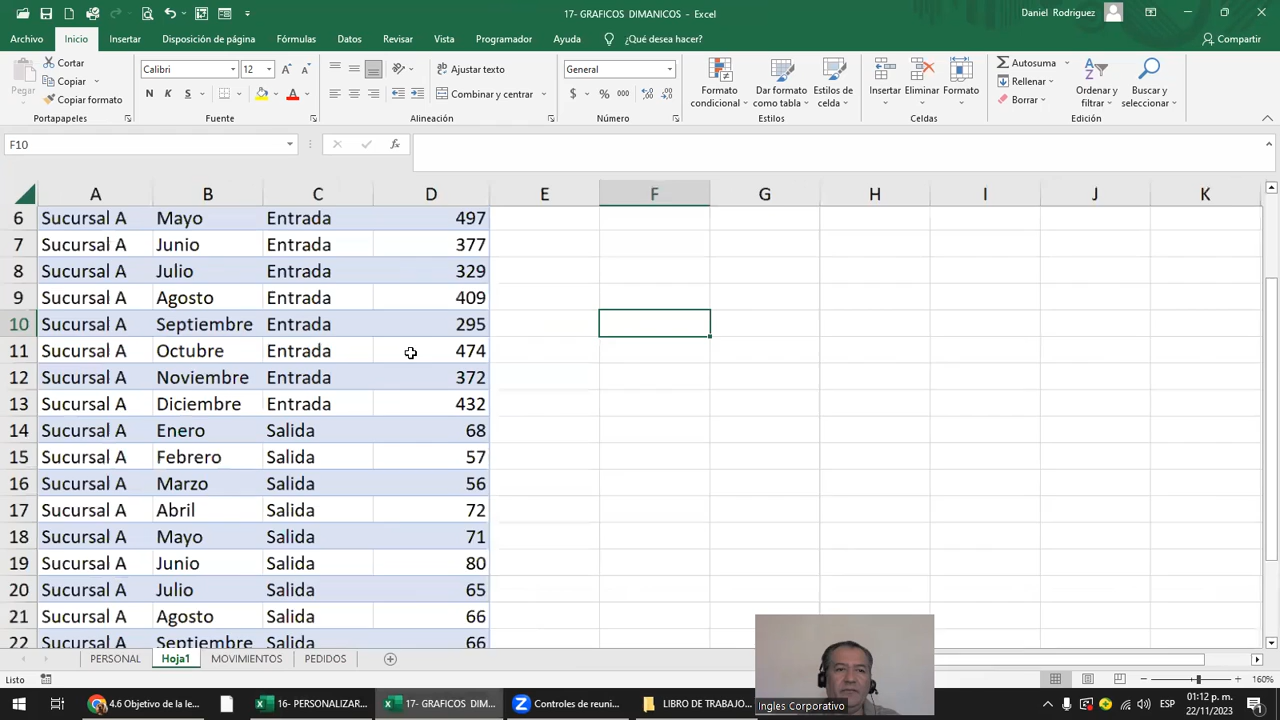 17- GRAFICOS DIMANICOS - Excel
Daniel Rodriguez
Archivo Inicio Insertar Disposición de página Fórmulas Datos Revisar Vista Programador Ayuda ¿Qué desea hacer? Compartir
Pegar
Cortar
Copiar
Copiar formato
Calibri 12
N K S
Ajustar texto
Combinar y centrar
General
$ % 000
Formato condicional
Dar formato como tabla
Estilos de celda
Insertar
Eliminar
Formato
Autosuma
Rellenar
Borrar
Ordenar y filtrar
Buscar y seleccionar
Portapapeles Fuente Alineación Número Estilos Celdas Edición
F10 fx
A B C D E F G H I J K
6 Sucursal A Mayo Entrada 497
7 Sucursal A Junio Entrada 377
8 Sucursal A Julio Entrada 329
9 Sucursal A Agosto Entrada 409
10 Sucursal A Septiembre Entrada 295
11 Sucursal A Octubre Entrada 474
12 Sucursal A Noviembre Entrada 372
13 Sucursal A Diciembre Entrada 432
14 Sucursal A Enero Salida 68
15 Sucursal A Febrero Salida 57
16 Sucursal A Marzo Salida 56
17 Sucursal A Abril Salida 72
18 Sucursal A Mayo Salida 71
19 Sucursal A Junio Salida 80
20 Sucursal A Julio Salida 65
21 Sucursal A Agosto Salida 66
22 Sucursal A Septiembre Salida 66
PERSONAL Hoja1 MOVIMIENTOS PEDIDOS
Listo 160%
Ingles Corporativo
4.6 Objetivo de la le...
16- PERSONALIZAR...
17- GRAFICOS DIM...
Controles de reuni...
LIBRO DE TRABAJO...
ESP
01:12 p. m.
22/11/2023